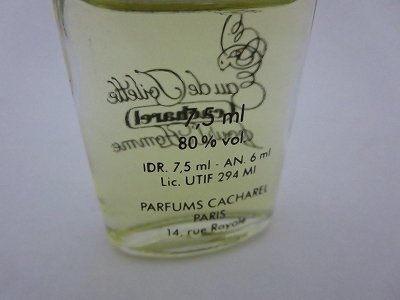 Eau de Toilette
cacharel
pour l'Homme
7,5 ml
80% vol.
IDR. 7,5 ml - AN. 6 ml
Lic. UTIF 294 MI
PARFUMS CACHAREL
PARIS
14, rue Royale